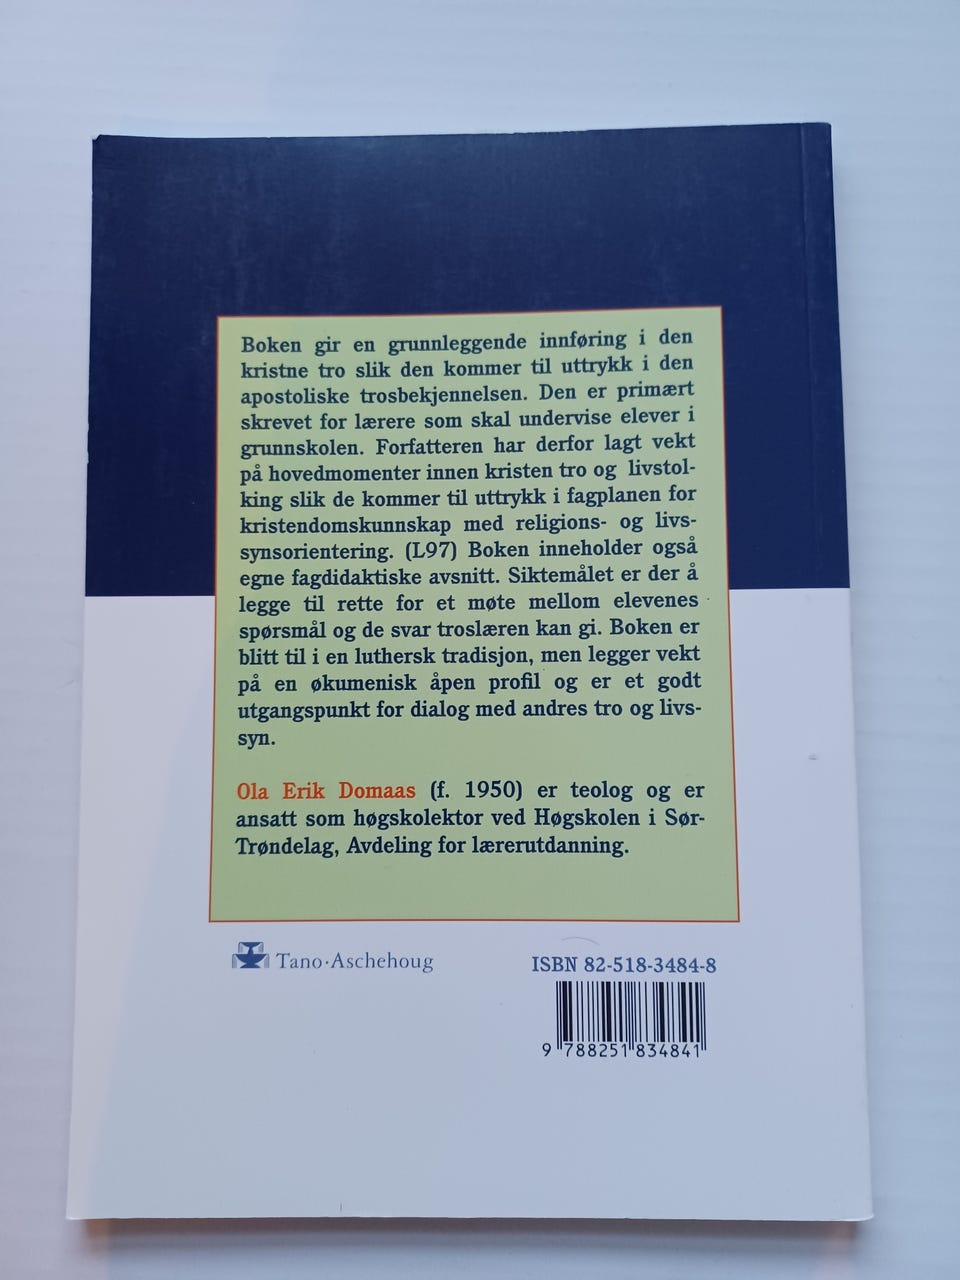 Boken gir en grunnleggende innføring i den
kristne tro slik den kommer til uttrykk i den
apostoliske trosbekjennelsen. Den er primært
skrevet for lærere som skal undervise elever i
grunnskolen. Forfatteren har derfor lagt vekt
på hovedmomenter innen kristen tro og livstol-
king slik de kommer til uttrykk i fagplanen for
kristendomskunnskap med religions- og livs-
synsorientering. (L97) Boken inneholder også
egne fagdidaktiske avsnitt. Siktemålet er der å
legge til rette for et møte mellom elevenes
spørsmål og de svar troslæren kan gi. Boken er
blitt til i en luthersk tradisjon, men legger vekt
på en økumenisk åpen profil og er et godt
utgangspunkt for dialog med andres tro og livs-
syn.
Ola Erik Domaas (f. 1950) er teolog og er
ansatt som høgskolektor ved Høgskolen i Sør-
Trøndelag, Avdeling for lærerutdanning.
Tano·Aschehoug
ISBN 82-518-3484-8
9 788251 834841